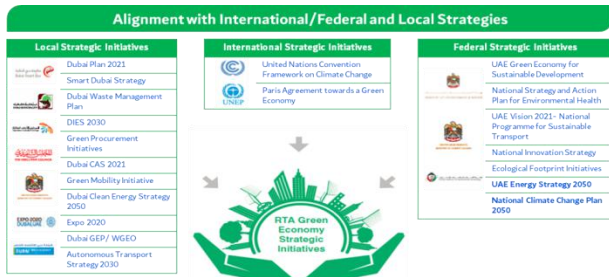 Alignment with International/Federal and Local Strategies
Local Strategic Initiatives
Dubai Plan 2021
Smart Dubai Strategy
Dubai Waste Management
Plan
DIES 2030
Green Procurement
Initiatives
Dubai CAS 2021
Green Mobility Initiative
Dubai Clean Energy Strategy
2050
EXPO 2020
Expo 2020
Dubai GEP/ WGEO
Autonomous Transport
Strategy 2030
International Strategic Initiatives
United Nations Convention
Framework on Climate Change
UNEP
Paris Agreement towards a Green
Economy
RTA Green
Economy
Strategic
Initiatives
Federal Strategic Initiatives
UAE Green Economy for
Sustainable Development
National Strategy and Action
Plan for Environmental Health
UAE Vision 2021- National
Programme for Sustainable
Transport
National Innovation Strategy
Ecological Footprint Initiatives
UAE Energy Strategy 2050
National Climate Change Plan
2050